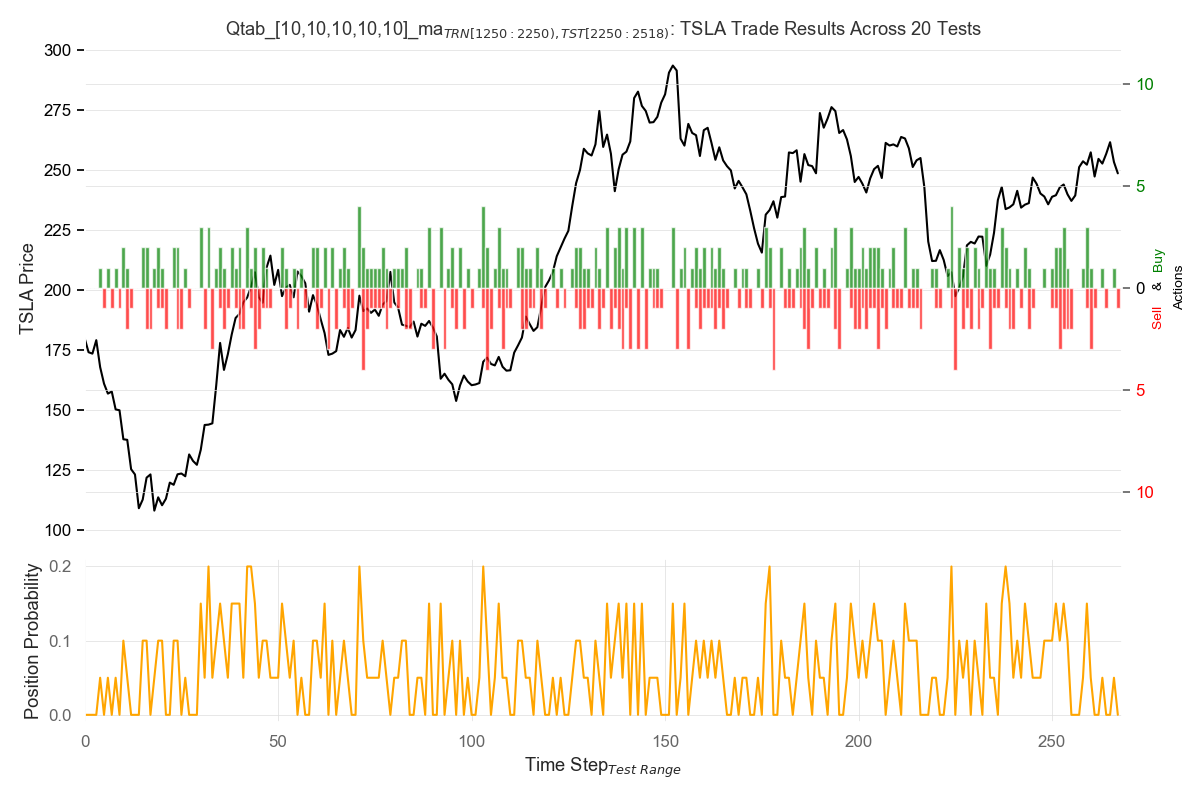 Qtab_[10,10,10,10,10]_ma_TRN[1250:2250),TST[2250:2518]: TSLA Trade Results Across 20 Tests
300
275
250
225
200
175
150
125
100
TSLA Price
10
5
0
5
10
Sell & Buy
Actions
0.2
0.1
0.0
Position Probability
0 50 100 150 200 250
Time Step Test Range